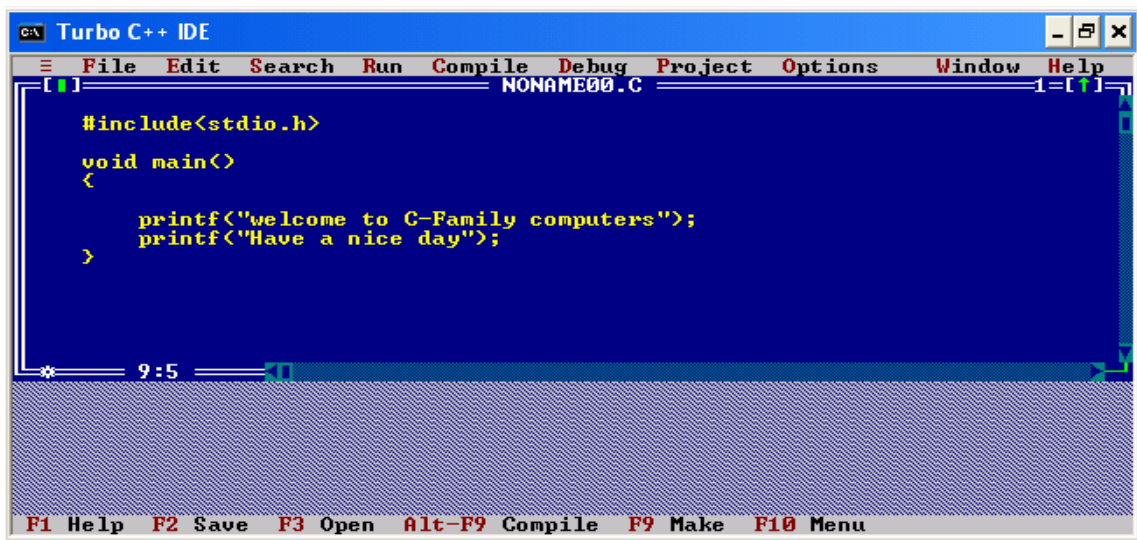 Turbo C++ IDE
≡ File Edit Search Run Compile Debug Project Options Window Help
[▮] NONAME00.C 1=[↑]
#include<stdio.h>
void main()
{
printf("welcome to C-Family computers");
printf("Have a nice day");
}
9:5
F1 Help F2 Save F3 Open Alt-F9 Compile F9 Make F10 Menu